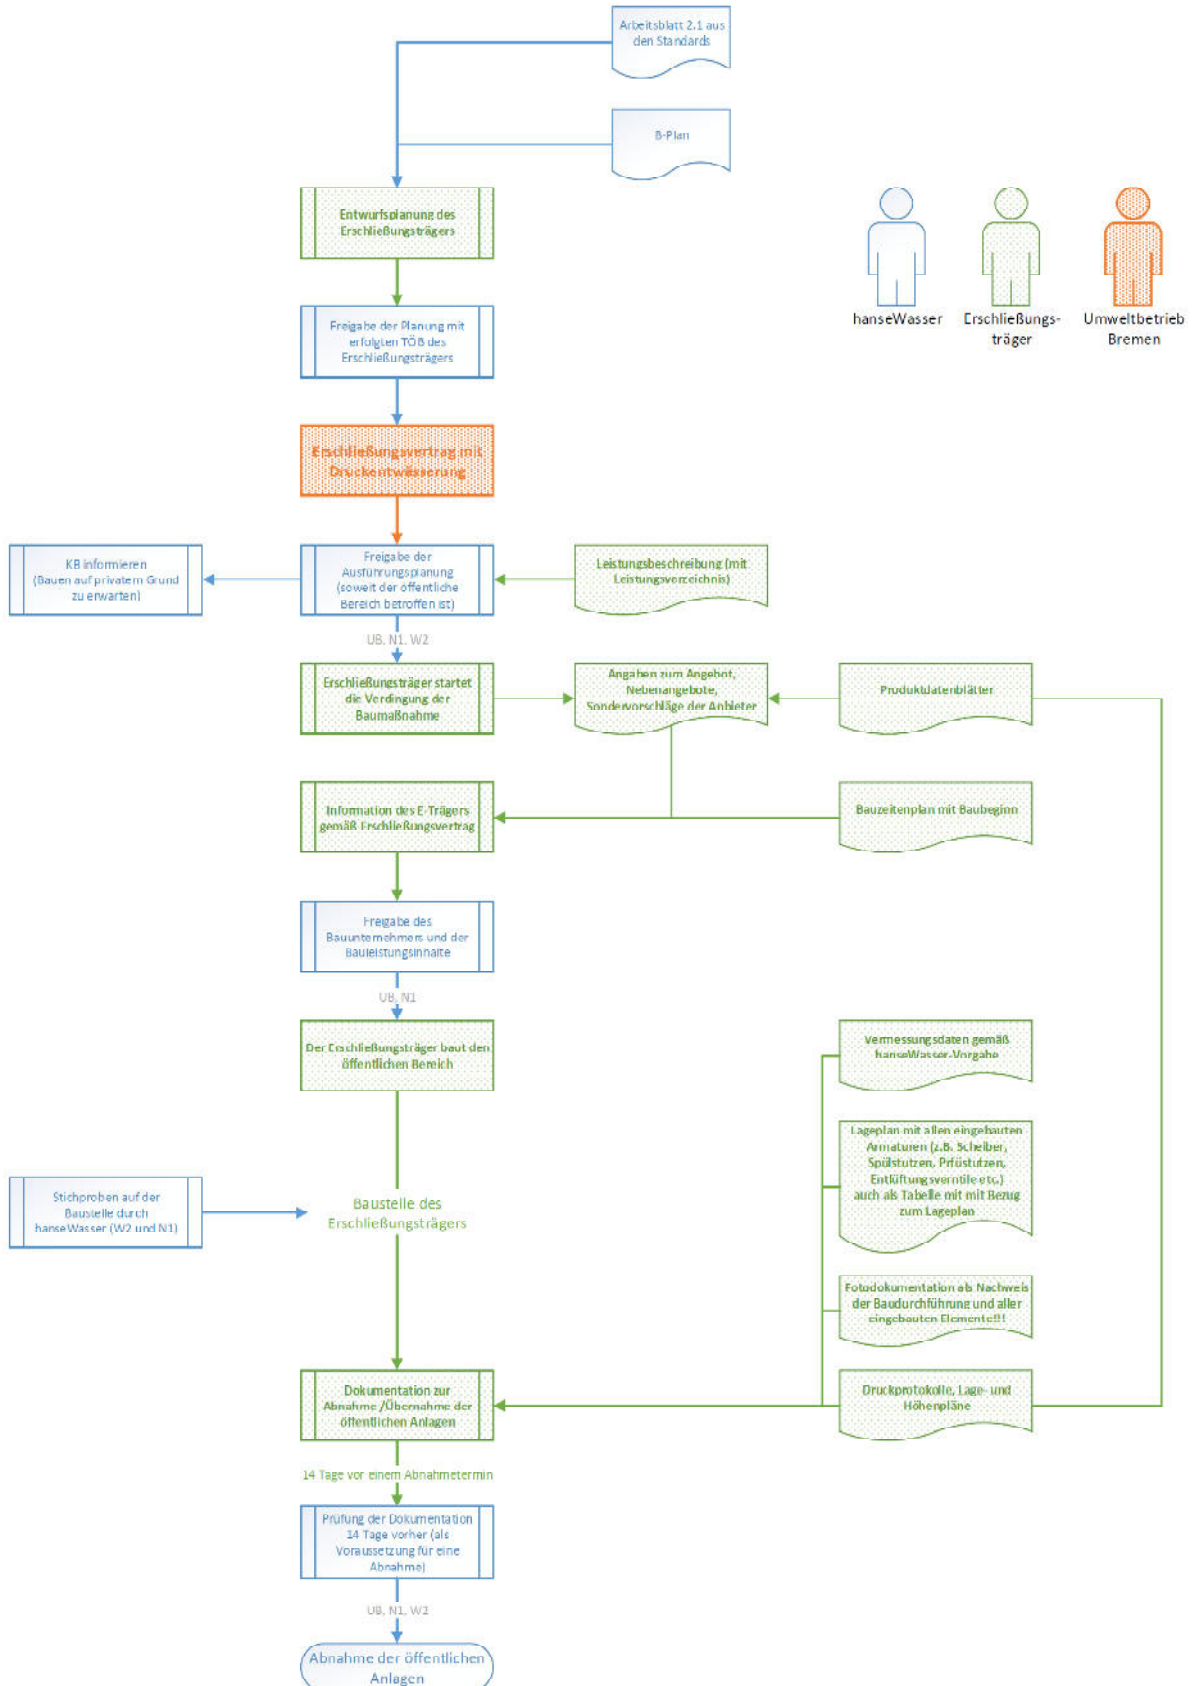 Arbeitsblatt 2.1 aus
den Standards
B-Plan
Entwurfsplanung des
Erschließungsträgers
hanseWasser
Erschließungs-
träger
Umweltbetrieb
Bremen
Freigabe der Planung mit
erfolgten TÖB des
Erschließungsträgers
Erschließungsvertrag mit
Druckentwässerung
KB informieren
(Bauen auf privatem Grund
zu erwarten)
Freigabe der
Ausführungsplanung
(soweit der öffentliche
Bereich betroffen ist)
Leistungsbeschreibung (mit
Leistungsverzeichnis)
UB, N1, W2
Erschließungsträger startet
die Verdingung der
Baumaßnahme
Angaben zum Angebot,
Nebenangebote,
Sondervorschläge der Anbieter
Produktdatenblätter
Information des E-Trägers
gemäß Erschließungsvertrag
Bauzeitenplan mit Baubeginn
Freigabe des
Bauunternehmers und der
Bauleistungsinhalte
UB, N1
Der Erschließungsträger baut den
öffentlichen Bereich
Vermessungsdaten gemäß
hanseWasser-Vorgabe
Lageplan mit allen eingebauten
Armaturen (z.B. Scheiber,
Spülstutzen, Prfüstutzen,
Entlüftungsverntile etc.)
auch als Tabelle mit mit Bezug
zum Lageplan
Stichproben auf der
Baustelle durch
hanseWasser (W2 und N1)
Baustelle des
Erschließungsträgers
Fotodokumentation als Nachweis
der Baudurchführung und aller
eingebauten Elemente!!!
Dokumentation zur
Abnahme /Übernahme der
öffentlichen Anlagen
Druckprotokolle, Lage- und
Höhenpläne
14 Tage vor einem Abnahmetermin
Prüfung der Dokumentation
14 Tage vorher (als
Voraussetzung für eine
Abnahme)
UB, N1, W2
Abnahme der öffentlichen
Anlagen